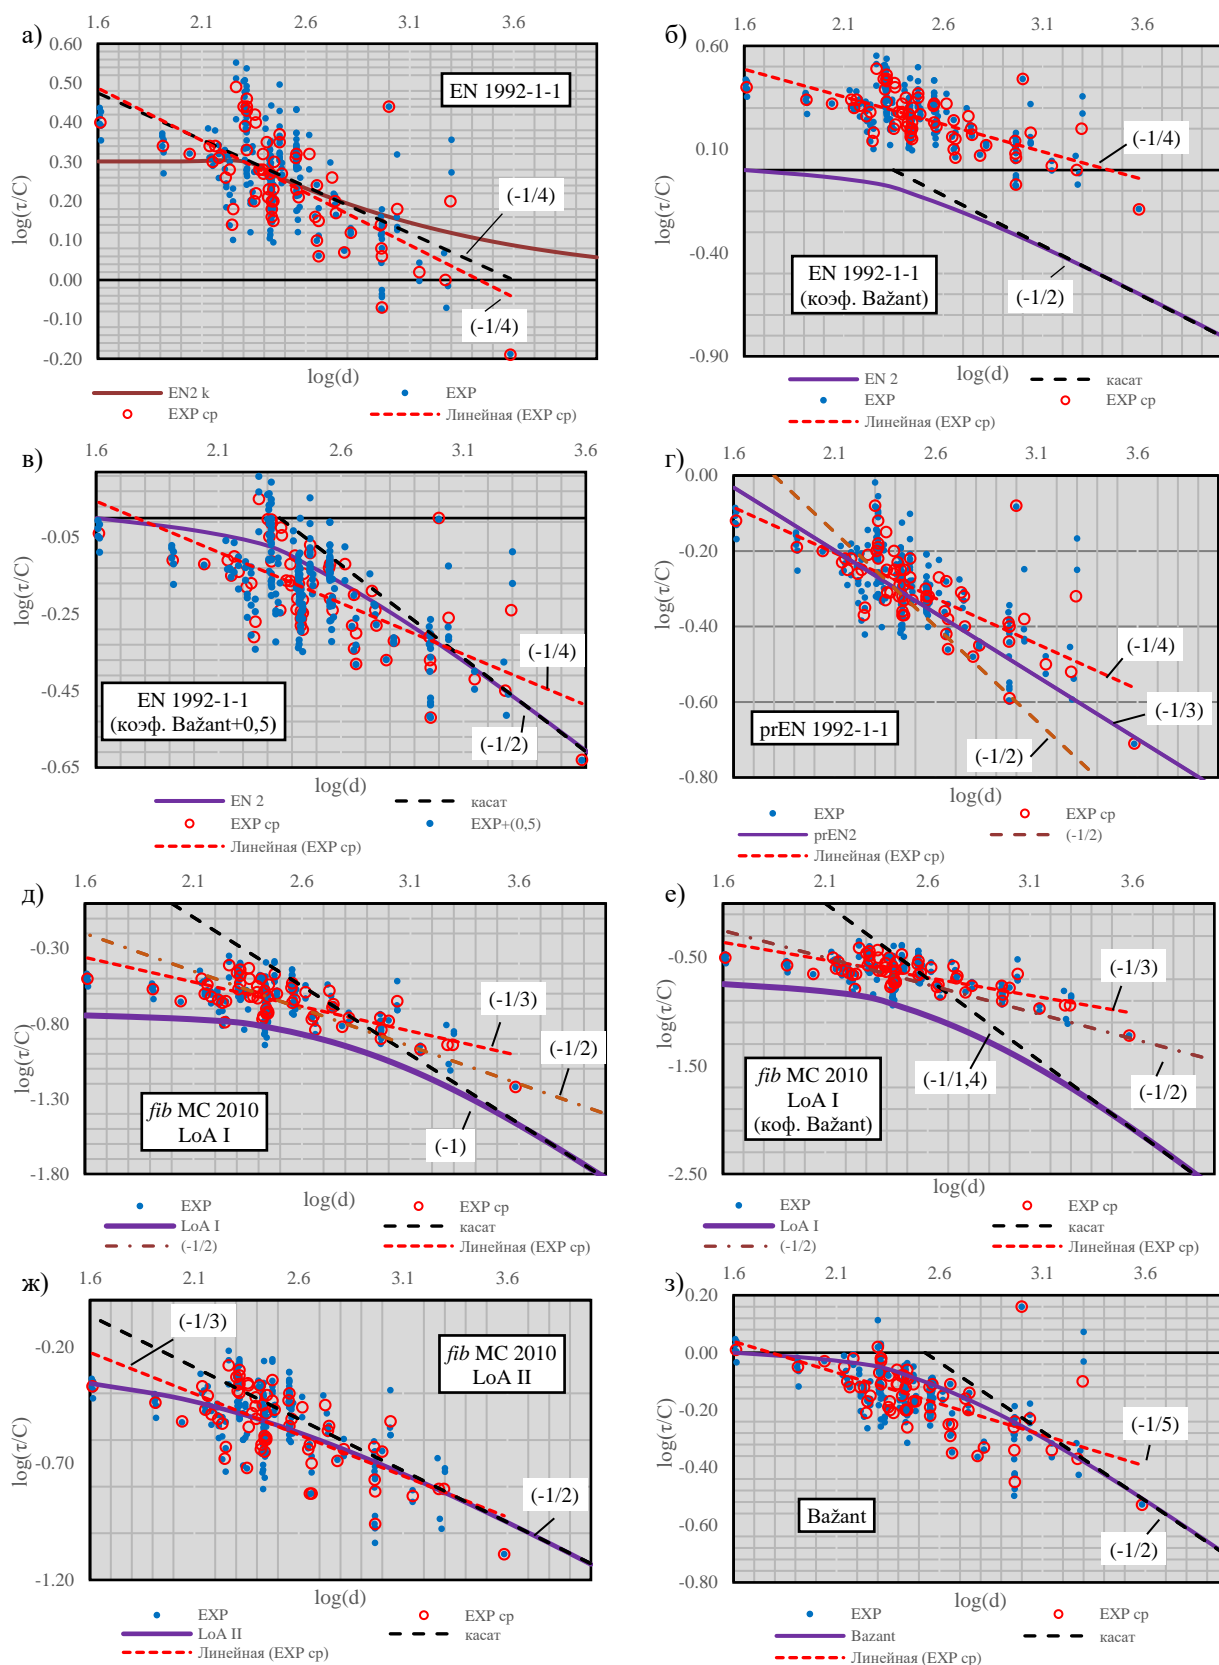 а)
1.6 2.1 2.6 3.1 3.6
0.60
0.50
0.40
0.30
0.20
0.10
0.00
-0.10
-0.20
log(τ/C)
EN 1992-1-1
(-1/4)
(-1/4)
log(d)
EN2 k
EXP
EXP ср
Линейная (EXP ср)
б)
1.6 2.1 2.6 3.1 3.6
0.60
0.10
-0.40
-0.90
log(τ/C)
(-1/4)
EN 1992-1-1
(коэф. Bažant)
(-1/2)
log(d)
EN 2
касат
EXP
EXP ср
Линейная (EXP ср)
в)
1.6 2.1 2.6 3.1 3.6
-0.05
-0.25
-0.45
-0.65
log(τ/C)
(-1/4)
EN 1992-1-1
(коэф. Bažant+0,5)
(-1/2)
log(d)
EN 2
касат
EXP ср
EXP+(0,5)
Линейная (EXP ср)
г)
1.6 2.1 2.6 3.1 3.6
0.00
-0.20
-0.40
-0.60
-0.80
log(τ/C)
(-1/4)
(-1/3)
prEN 1992-1-1
(-1/2)
log(d)
EXP
EXP ср
prEN2
(-1/2)
Линейная (EXP ср)
д)
1.6 2.1 2.6 3.1 3.6
-0.30
-0.80
-1.30
-1.80
log(τ/C)
(-1/3)
(-1/2)
fib MC 2010
LoA I
(-1)
log(d)
EXP
EXP ср
LoA I
касат
(-1/2)
Линейная (EXP ср)
е)
1.6 2.1 2.6 3.1 3.6
-0.50
-1.50
-2.50
log(τ/C)
(-1/3)
(-1/1,4)
(-1/2)
fib MC 2010
LoA I
(коф. Bažant)
log(d)
EXP
EXP ср
LoA I
касат
(-1/2)
Линейная (EXP ср)
ж)
1.6 2.1 2.6 3.1 3.6
-0.20
-0.70
-1.20
log(τ/C)
(-1/3)
fib MC 2010
LoA II
(-1/2)
log(d)
EXP
EXP ср
LoA II
касат
Линейная (EXP ср)
з)
1.6 2.1 2.6 3.1 3.6
0.20
0.00
-0.20
-0.40
-0.60
-0.80
log(τ/C)
(-1/5)
Bažant
(-1/2)
log(d)
EXP
EXP ср
Bazant
касат
Линейная (EXP ср)